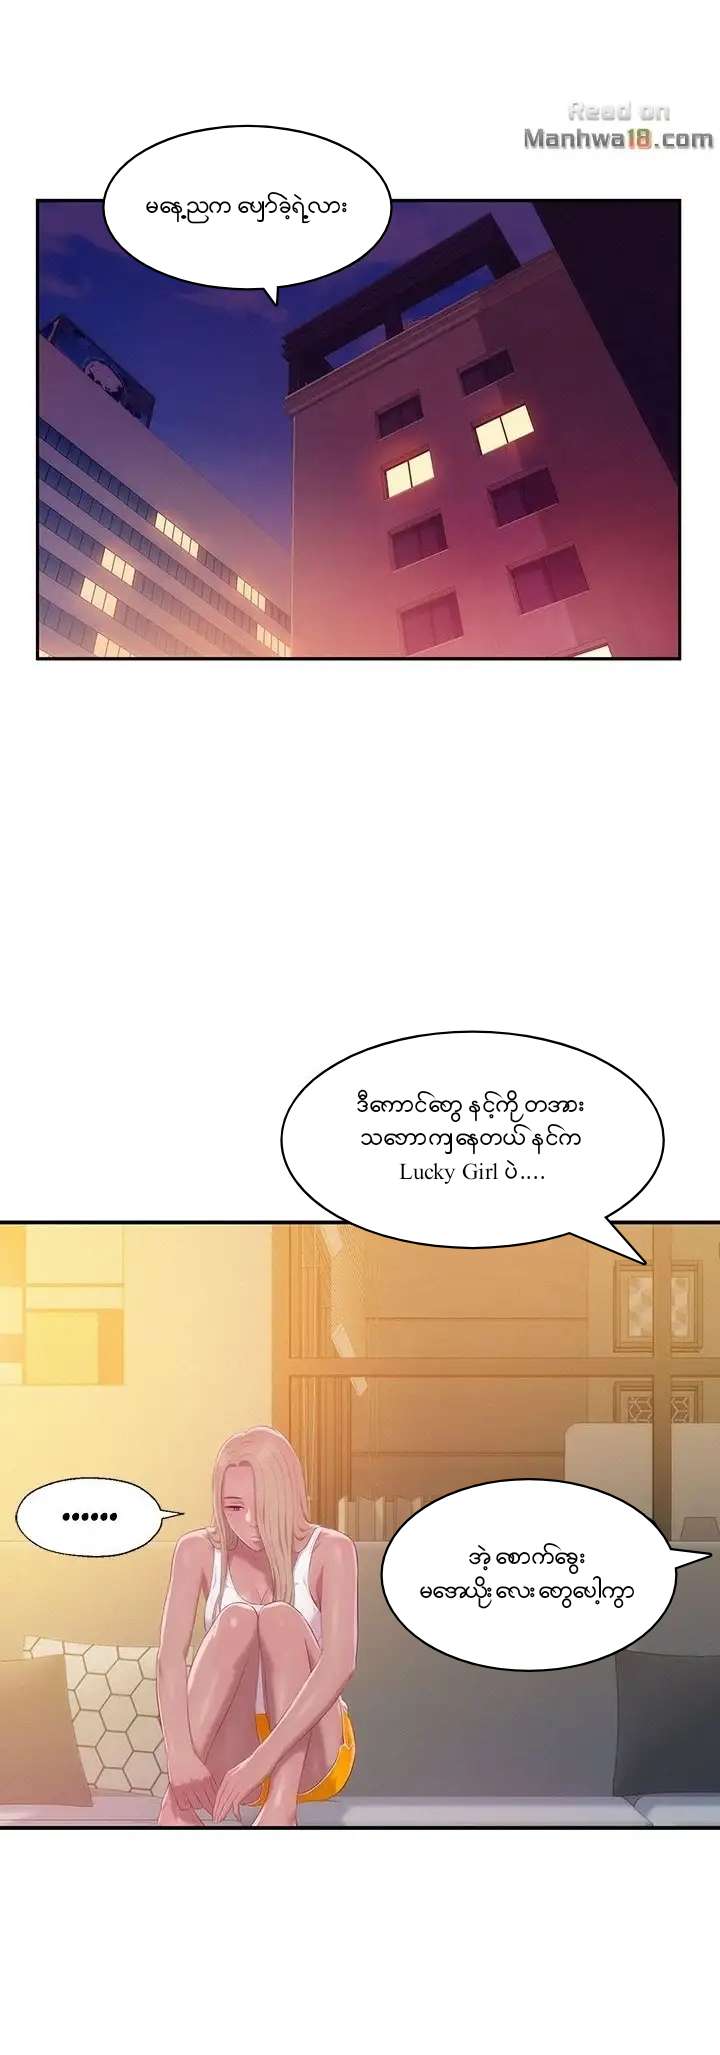 Read on
Manhwa18.com
မနေ့ညက ပျော်ခဲ့ရဲ့လား
ဒီကောင်တွေ နင့်ကို တအား
သဘောကျနေတယ် နင်က
Lucky Girl ပဲ....
......
အဲ့ စောက်ခွေး
မအေယိုး လေး တွေပေါ့ကွာ